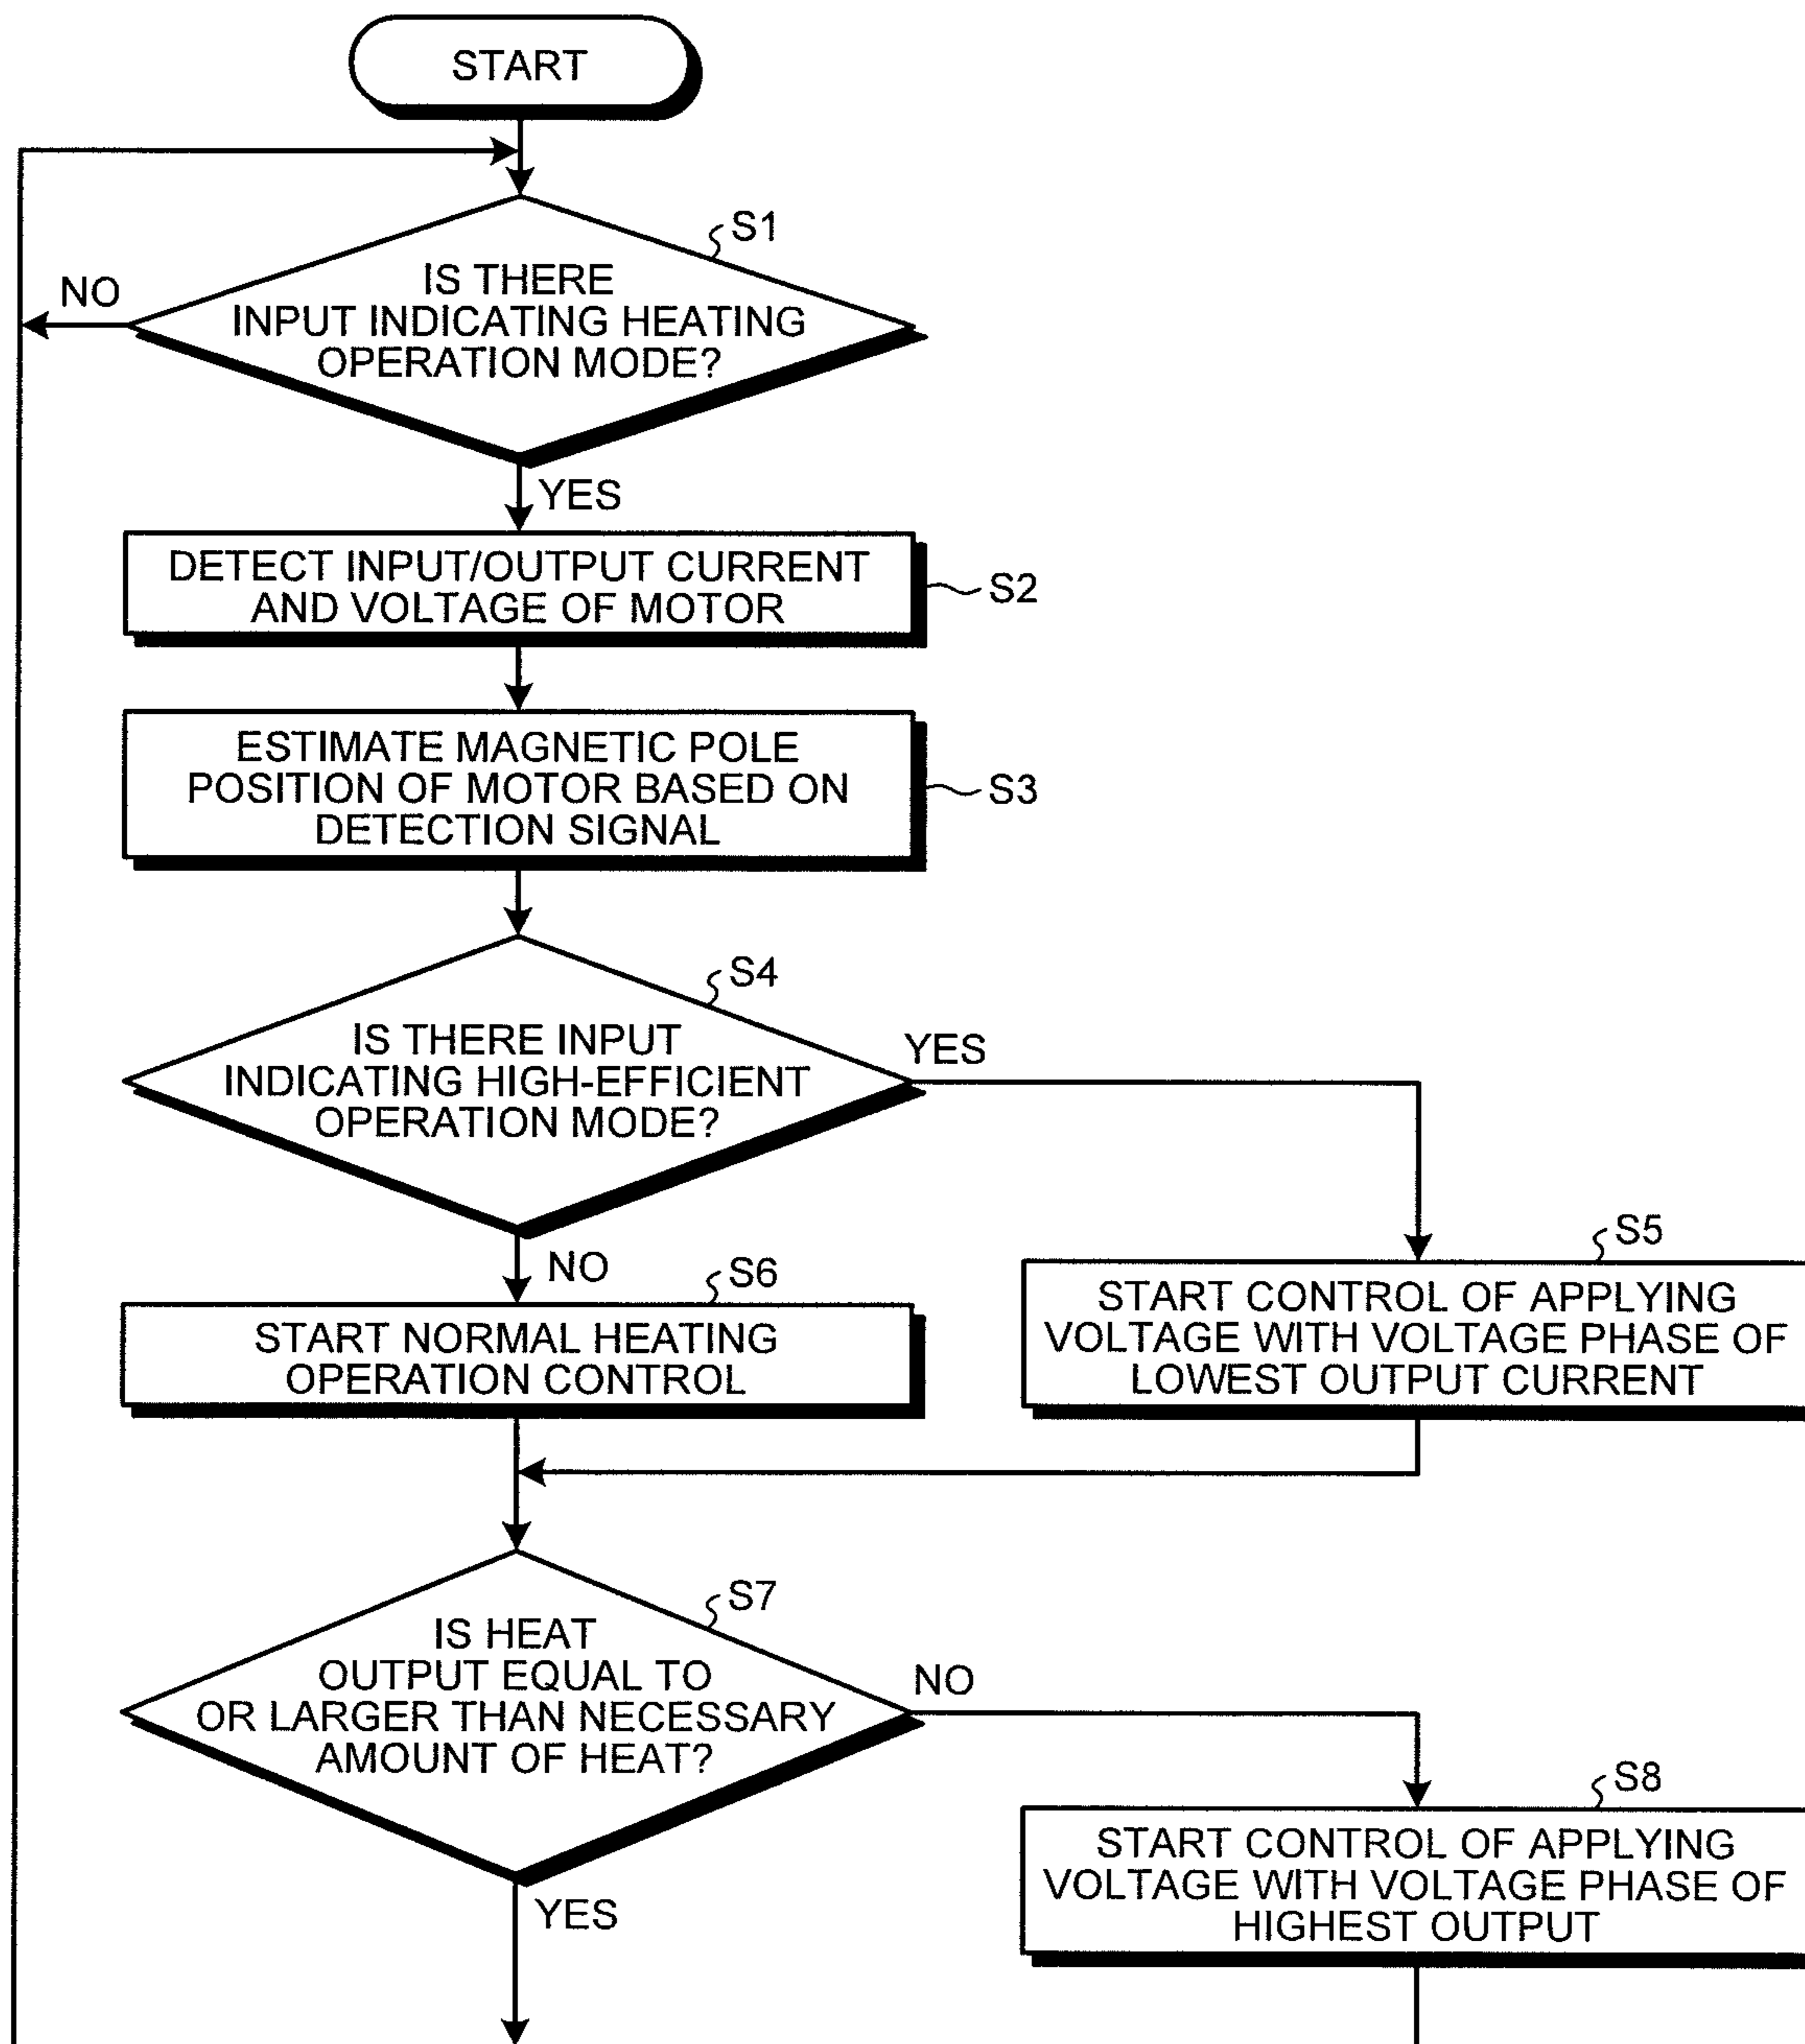 START
S1
IS THERE
INPUT INDICATING HEATING
OPERATION MODE?
NO
YES
DETECT INPUT/OUTPUT CURRENT
AND VOLTAGE OF MOTOR
S2
ESTIMATE MAGNETIC POLE
POSITION OF MOTOR BASED ON
DETECTION SIGNAL
S3
S4
IS THERE INPUT
INDICATING HIGH-EFFICIENT
OPERATION MODE?
YES
NO
S5
START CONTROL OF APPLYING
VOLTAGE WITH VOLTAGE PHASE OF
LOWEST OUTPUT CURRENT
S6
START NORMAL HEATING
OPERATION CONTROL
S7
IS HEAT
OUTPUT EQUAL TO
OR LARGER THAN NECESSARY
AMOUNT OF HEAT?
NO
YES
S8
START CONTROL OF APPLYING
VOLTAGE WITH VOLTAGE PHASE OF
HIGHEST OUTPUT